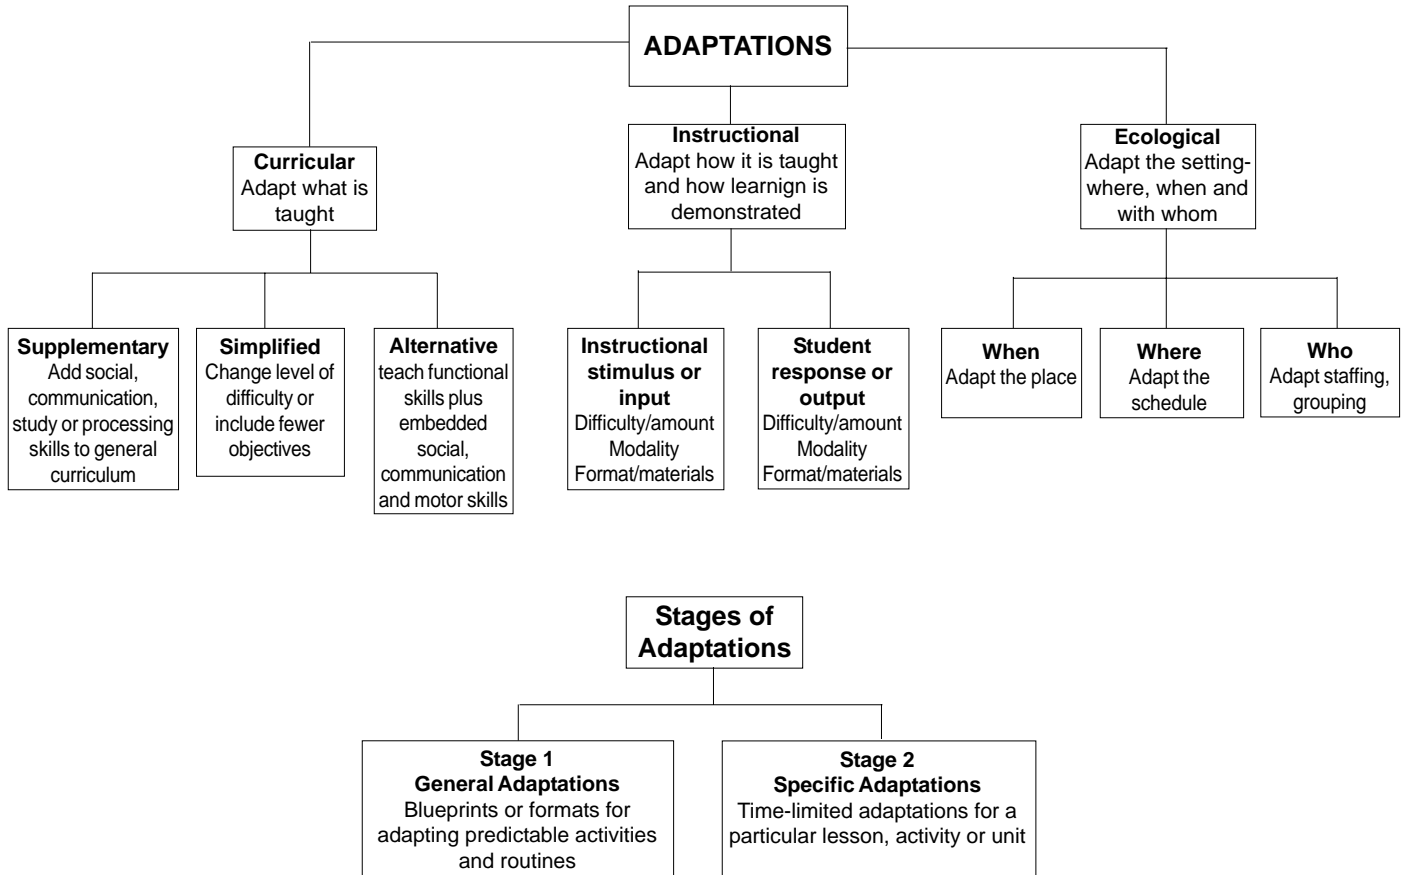 ADAPTATIONS
Curricular
Adapt what is
taught
Instructional
Adapt how it is taught
and how learnign is
demonstrated
Ecological
Adapt the setting-
where, when and
with whom
Supplementary
Add social,
communication,
study or processing
skills to general
curriculum
Simplified
Change level of
difficulty or
include fewer
objectives
Alternative
teach functional
skills plus
embedded
social,
communication
and motor skills
Instructional
stimulus or
input
Difficulty/amount
Modality
Format/materials
Student
response or
output
Difficulty/amount
Modality
Format/materials
When
Adapt the place
Where
Adapt the
schedule
Who
Adapt staffing,
grouping
Stages of
Adaptations
Stage 1
General Adaptations
Blueprints or formats for
adapting predictable activities
and routines
Stage 2
Specific Adaptations
Time-limited adaptations for a
particular lesson, activity or unit